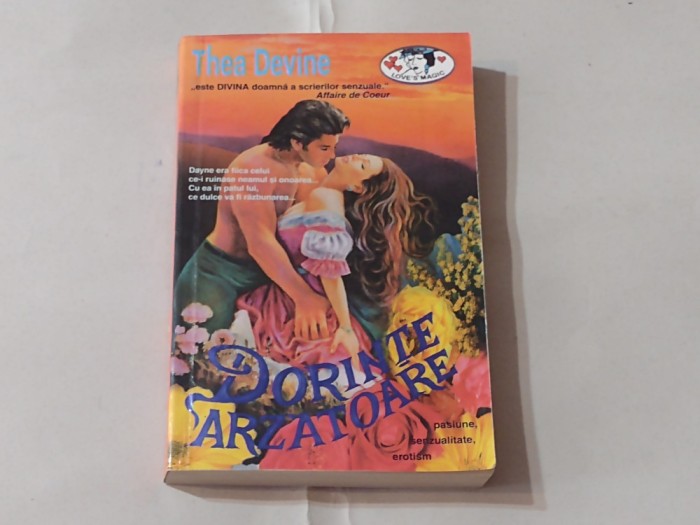 Thea Devine
LOVE'S MAGIC
„este DIVINA doamnă a scrierilor senzuale."
Affaire de Coeur
Dayne era fiica celui
ce-i ruinase neamul și onoarea...
Cu ea în patul lui,
ce dulce va fi răzbunarea...
DORINȚE
ARZATOARE
pasiune,
senzualitate,
erotism